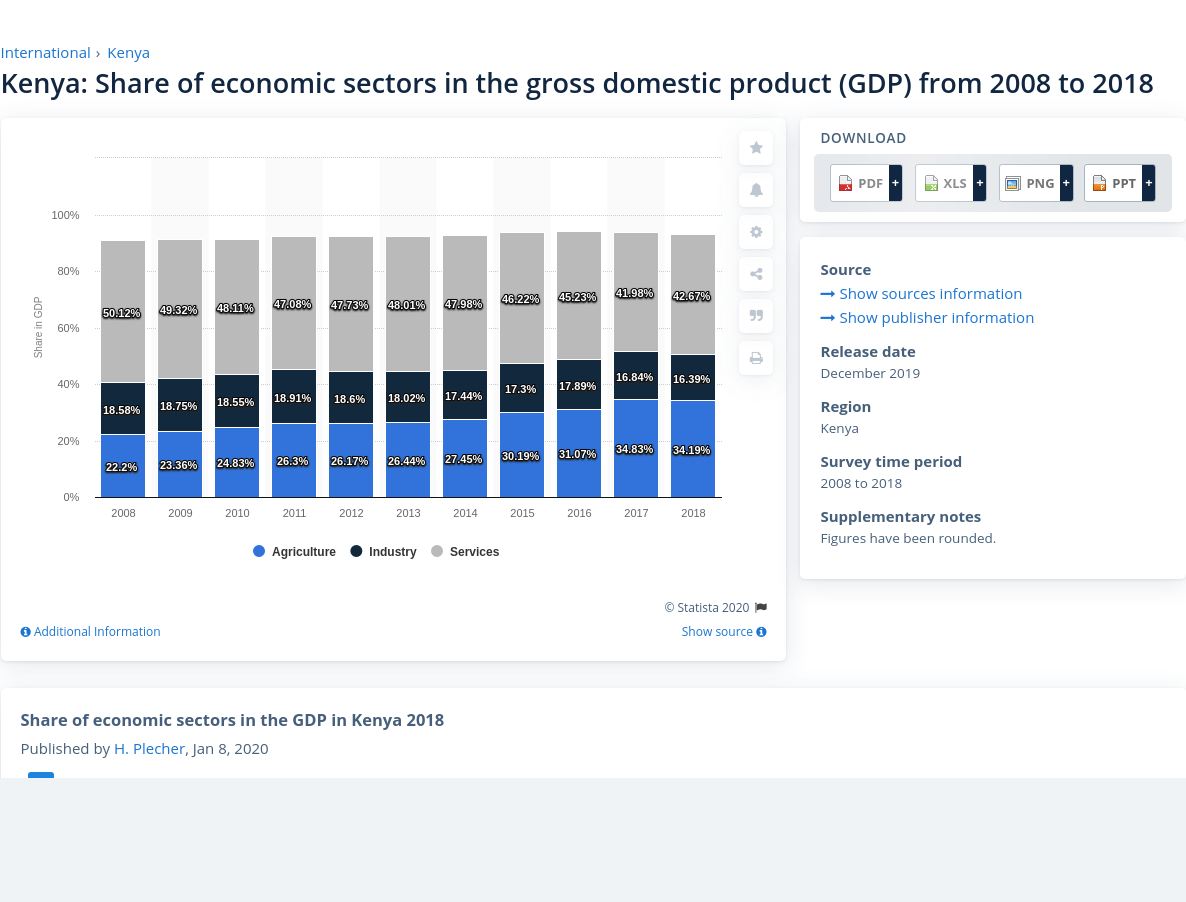 International › Kenya
Kenya: Share of economic sectors in the gross domestic product (GDP) from 2008 to 2018
Share in GDP
100%
80%
60%
40%
20%
0%
50.12% 49.32% 48.11% 47.08% 47.73% 48.01% 47.98% 46.22% 45.23% 41.98% 42.67%
18.58% 18.75% 18.55% 18.91% 18.6% 18.02% 17.44% 17.3% 17.89% 16.84% 16.39%
22.2% 23.36% 24.83% 26.3% 26.17% 26.44% 27.45% 30.19% 31.07% 34.83% 34.19%
2008 2009 2010 2011 2012 2013 2014 2015 2016 2017 2018
Agriculture Industry Services
© Statista 2020
Additional Information
Show source
DOWNLOAD
PDF + XLS + PNG + PPT +
Source
Show sources information
Show publisher information
Release date
December 2019
Region
Kenya
Survey time period
2008 to 2018
Supplementary notes
Figures have been rounded.
Share of economic sectors in the GDP in Kenya 2018
Published by H. Plecher, Jan 8, 2020